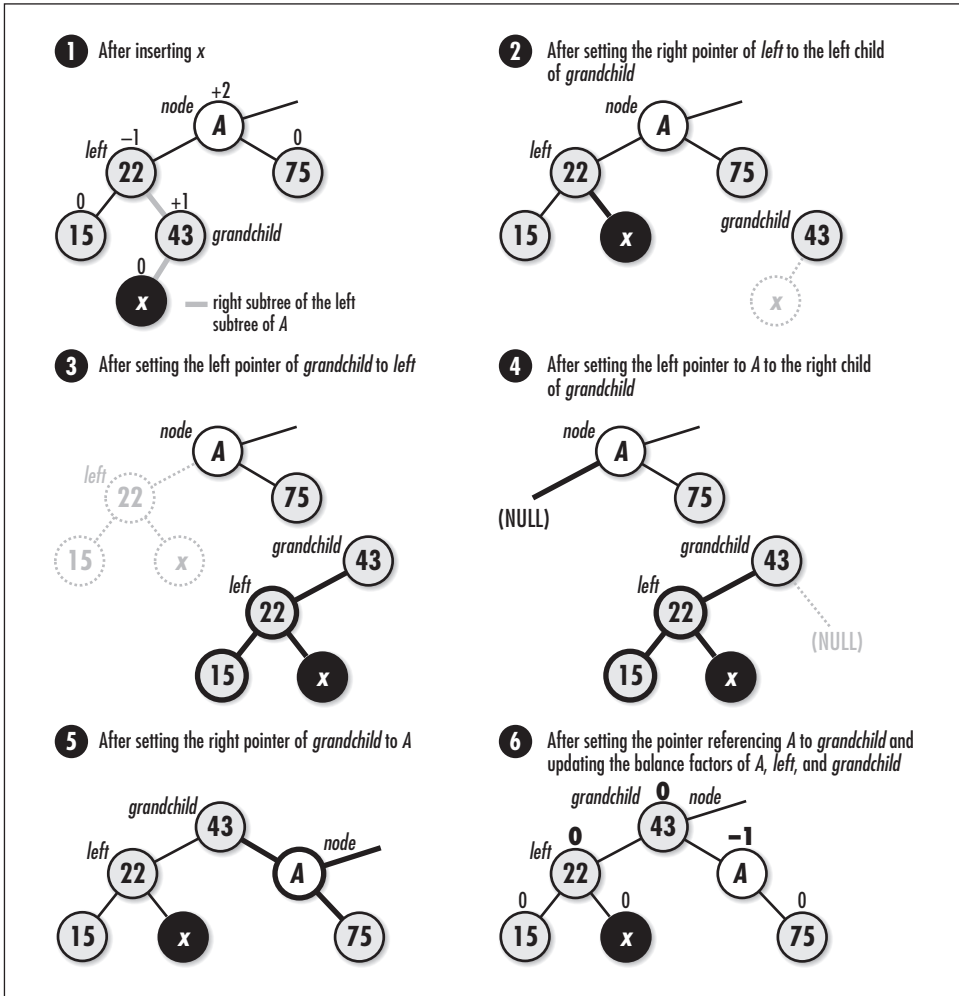 1 After inserting x
+2
node
A
−1
left
22
0
75
0
15
+1
43
grandchild
0
x
right subtree of the left
subtree of A
2 After setting the right pointer of left to the left child
of grandchild
node
A
22
75
15
x
grandchild
43
x
3 After setting the left pointer of grandchild to left
node
A
left
22
75
15
x
grandchild
43
left
22
15
x
4 After setting the left pointer to A to the right child
of grandchild
node
A
75
(NULL)
grandchild
43
left
22
(NULL)
15
x
5 After setting the right pointer of grandchild to A
grandchild
43
node
left
22
A
15
x
75
6 After setting the pointer referencing A to grandchild and
updating the balance factors of A, left, and grandchild
grandchild
0
node
43
left
0
22
−1
A
0
15
0
x
0
75